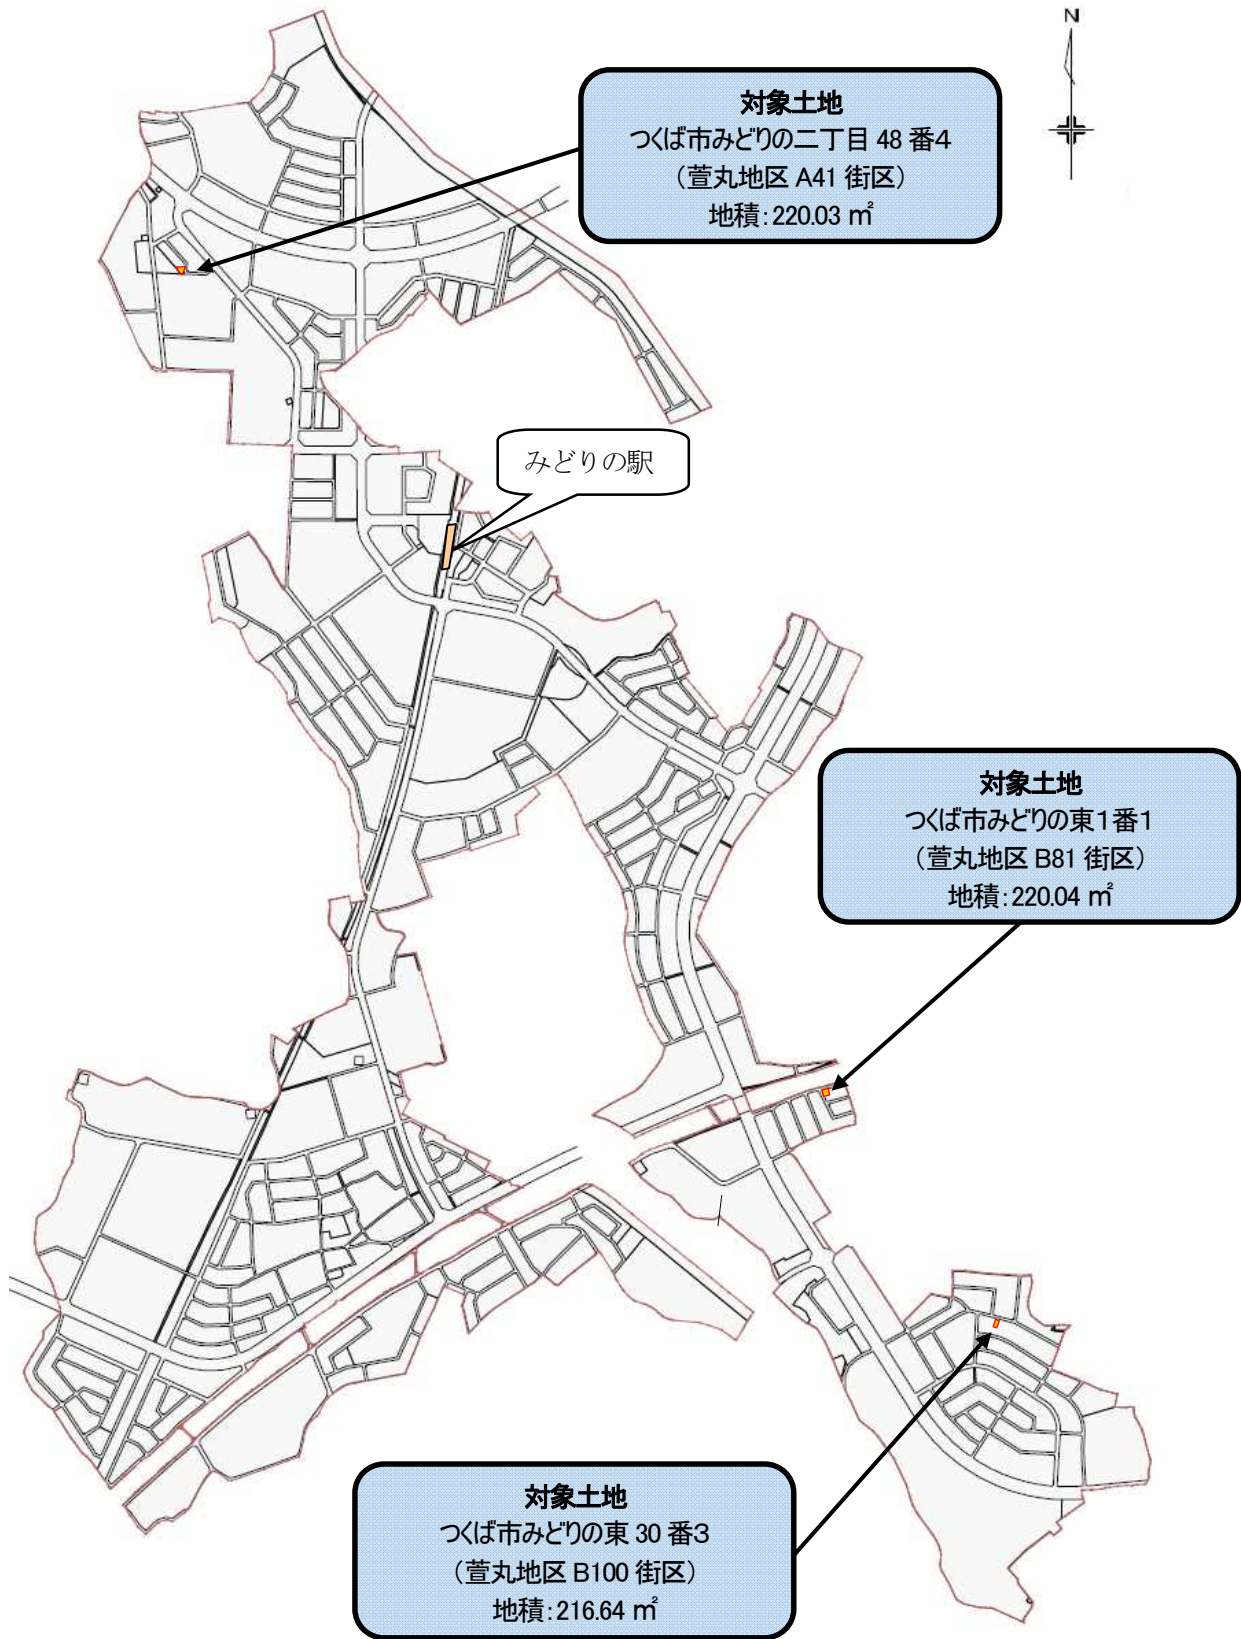 N
対象土地
つくば市みどりの二丁目 48 番4
(萱丸地区 A41 街区)
地積：220.03 ㎡
みどりの駅
対象土地
つくば市みどりの東1番1
(萱丸地区 B81 街区)
地積：220.04 ㎡
対象土地
つくば市みどりの東 30 番3
(萱丸地区 B100 街区)
地積：216.64 ㎡